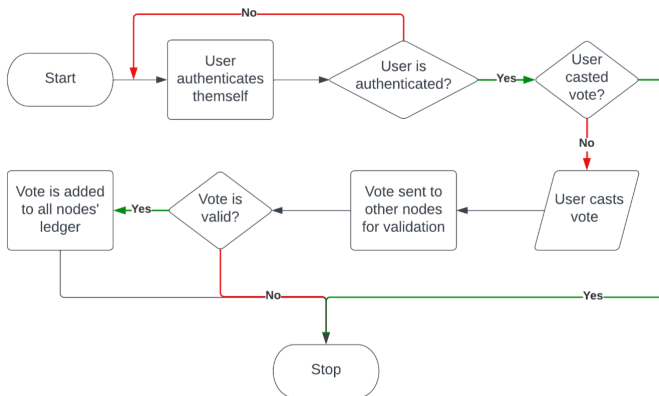 No
Start
User
authenticates
themself
User is
authenticated?
Yes
User
casted
vote?
No
Vote is added
to all nodes'
ledger
Yes
Vote is
valid?
Vote sent to
other nodes
for validation
User casts
vote
No
Yes
Stop